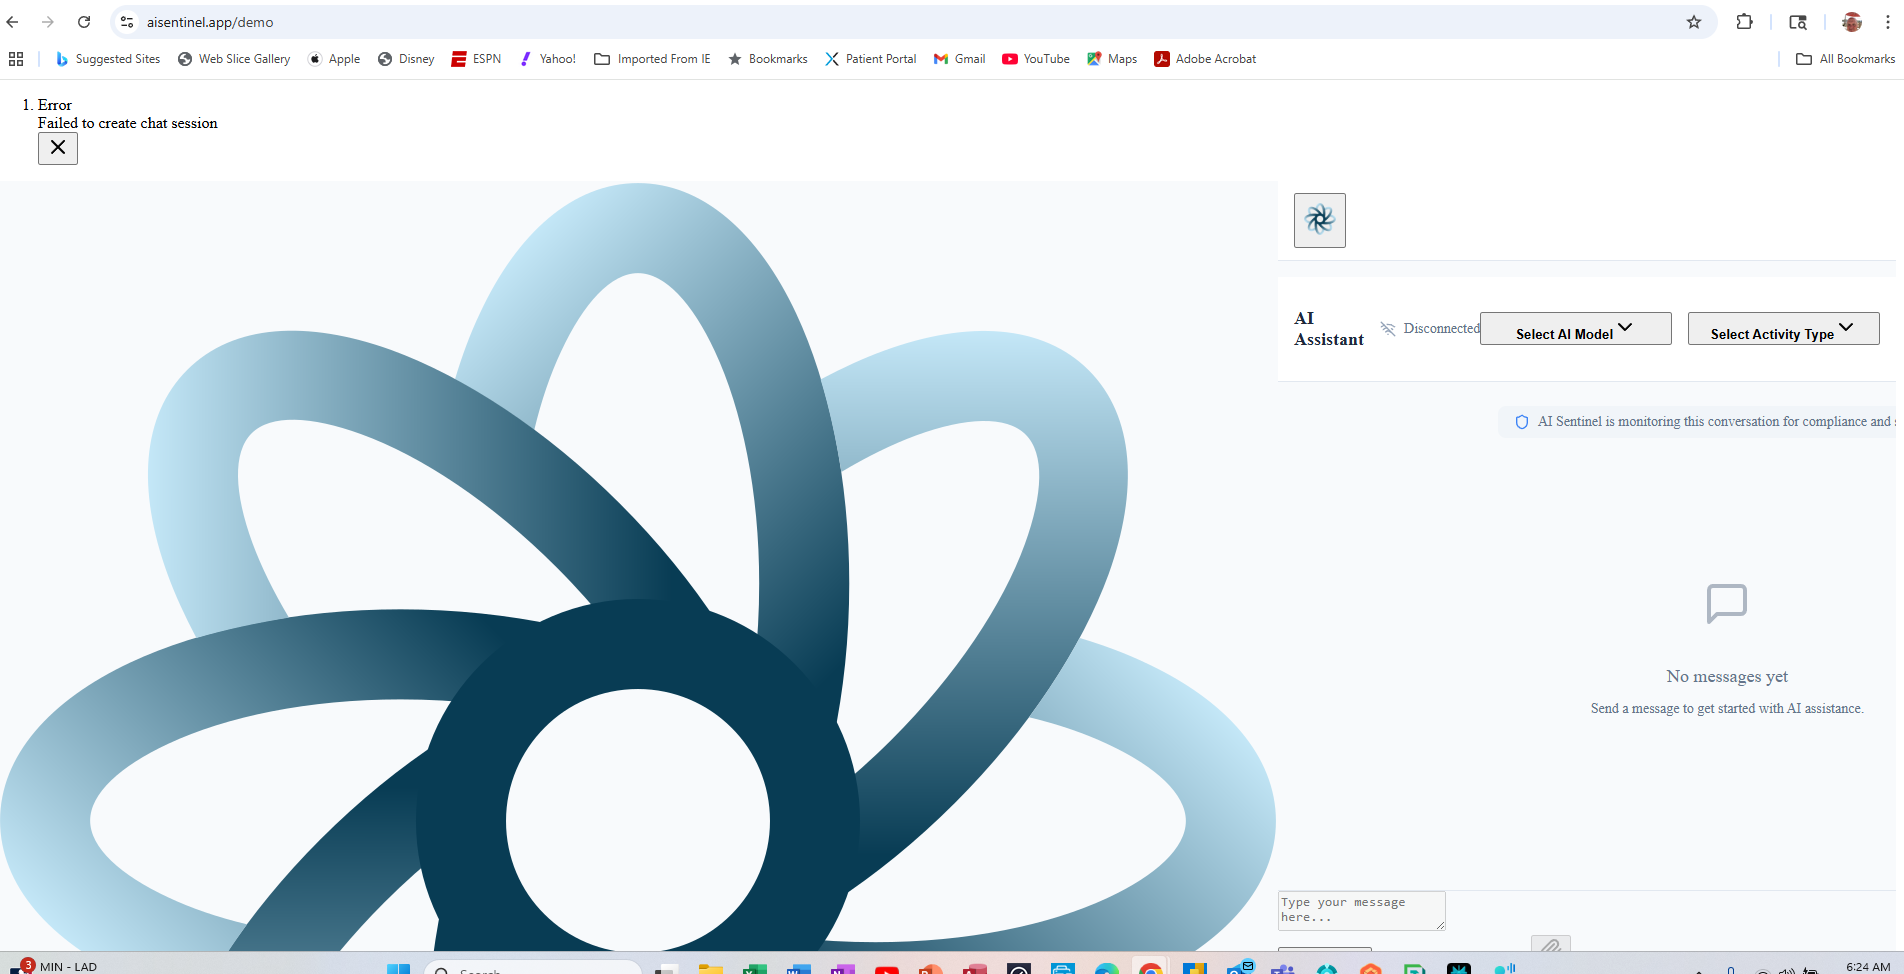 aisentinel.app/demo
Suggested Sites
Web Slice Gallery
Apple
Disney
ESPN
Yahoo!
Imported From IE
Bookmarks
Patient Portal
Gmail
YouTube
Maps
Adobe Acrobat
All Bookmarks
1. Error
Failed to create chat session
AI
Assistant
Disconnected
Select AI Model
Select Activity Type
AI Sentinel is monitoring this conversation for compliance and
No messages yet
Send a message to get started with AI assistance.
Type your message
here...
3
MIN - LAD
Search
6:24 AM